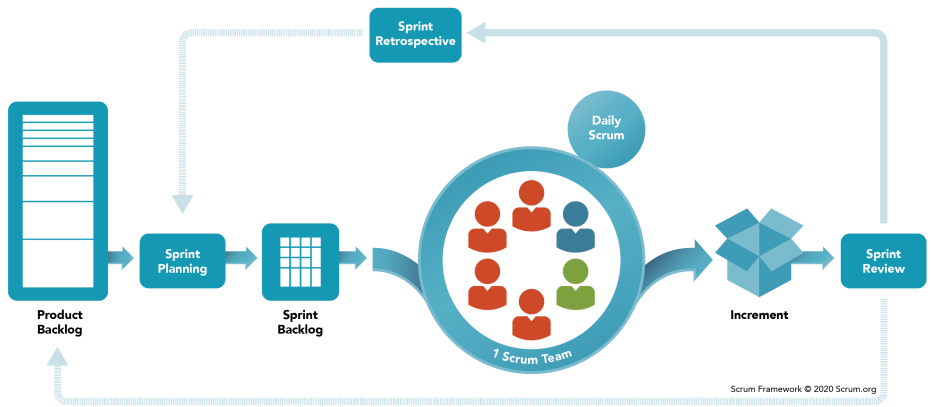 Sprint
Retrospective
Daily
Scrum
Sprint
Planning
Sprint
Review
Product
Backlog
Sprint
Backlog
Increment
1 Scrum Team
Scrum Framework © 2020 Scrum.org